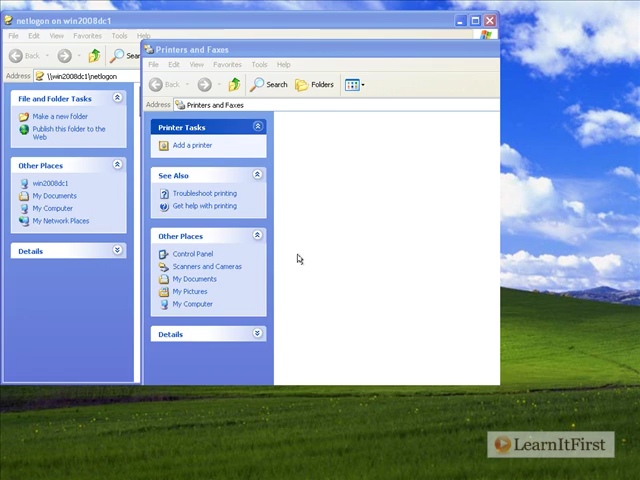 netlogon on win2008dc1
File Edit View Favorites Tools Help
Back
Address \\win2008dc1\netlogon
File and Folder Tasks
Make a new folder
Publish this folder to the
Web
Other Places
win2008dc1
My Documents
My Computer
My Network Places
Details
Printers and Faxes
File Edit View Favorites Tools Help
Back Search Folders
Address Printers and Faxes
Printer Tasks
Add a printer
See Also
Troubleshoot printing
Get help with printing
Other Places
Control Panel
Scanners and Cameras
My Documents
My Pictures
My Computer
Details
LearnItFirst